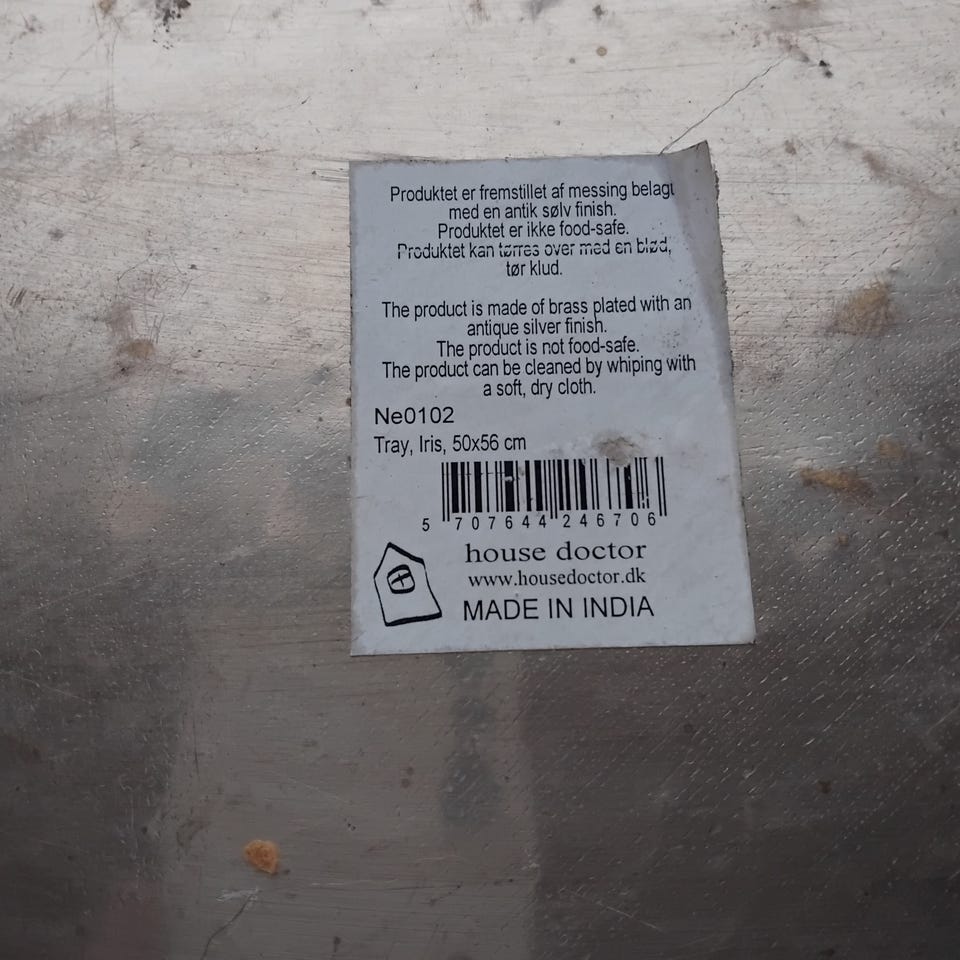 Produktet er fremstillet af messing belagt
med en antik sølv finish.
Produktet er ikke food-safe.
Produktet kan tørres over med en blød,
tør klud.
The product is made of brass plated with an
antique silver finish.
The product is not food-safe.
The product can be cleaned by whiping with
a soft, dry cloth.
Ne0102
Tray, Iris, 50x56 cm
5 707644 246706
house doctor
www.housedoctor.dk
MADE IN INDIA